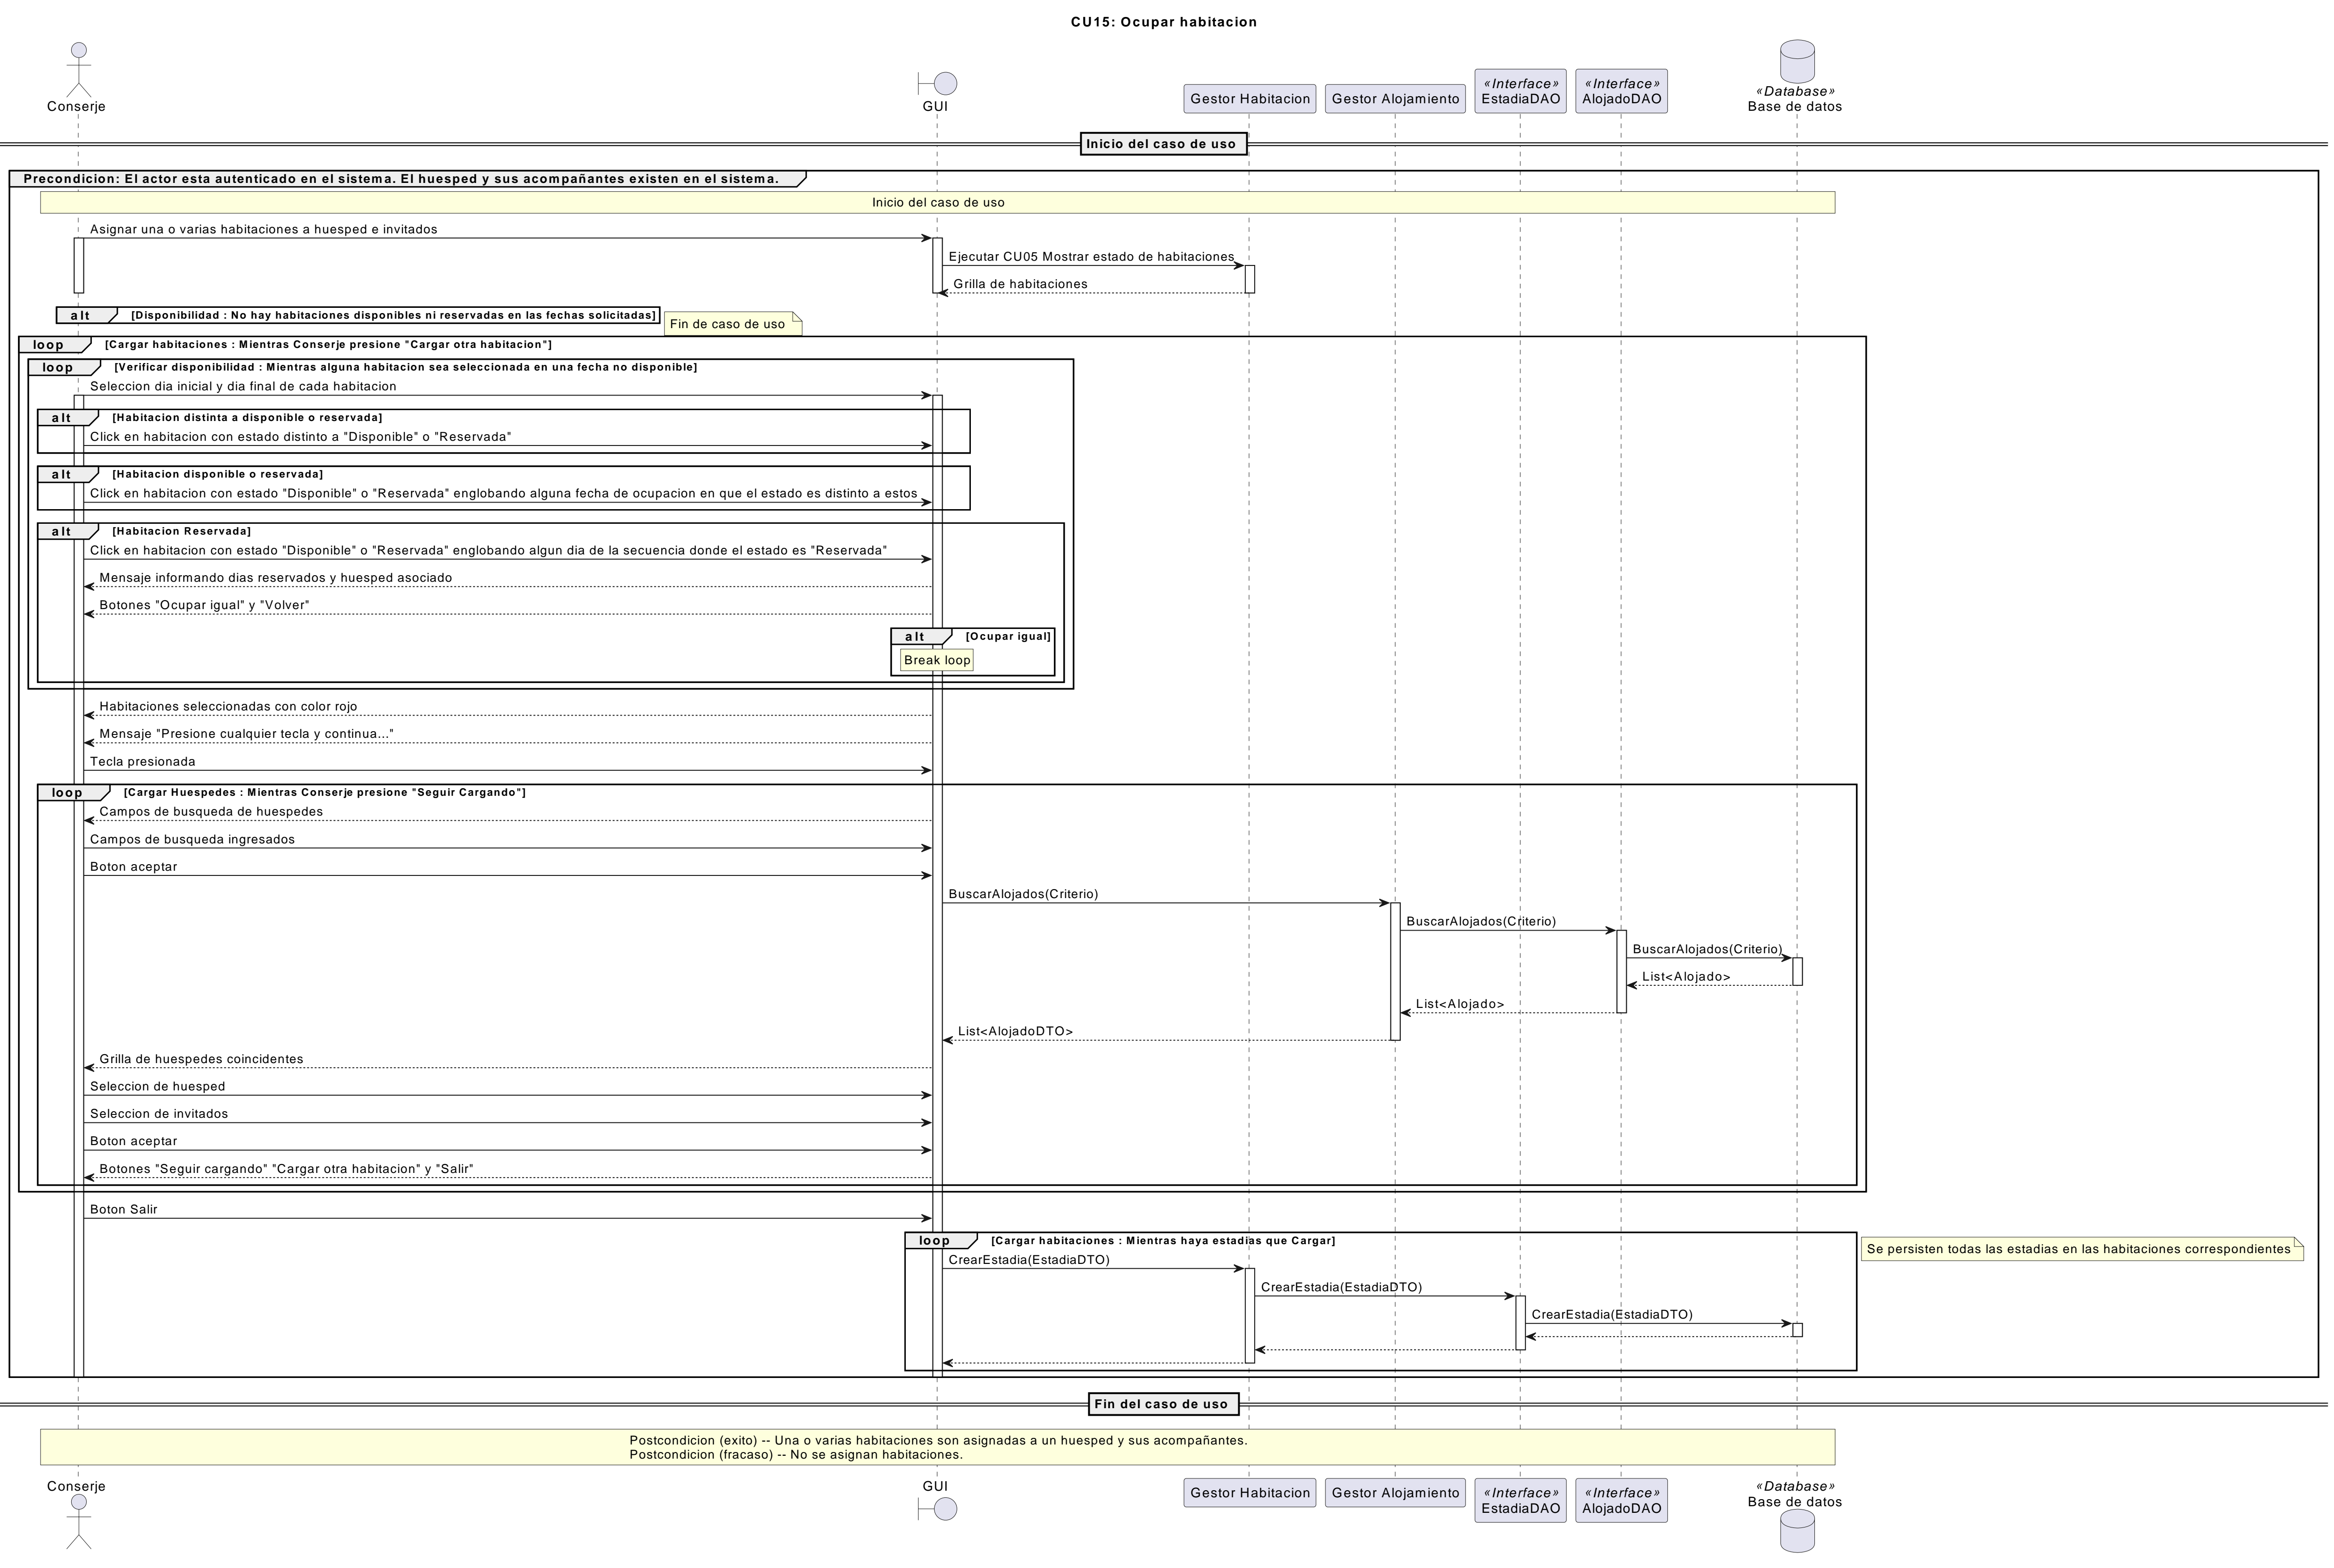 CU15: Ocupar habitacion
Conserje
GUI
Gestor Habitacion
Gestor Alojamiento
«Interface»
EstadiaDAO
«Interface»
AlojadoDAO
«Database»
Base de datos
Inicio del caso de uso
Precondicion: El actor esta autenticado en el sistema. El huesped y sus acompañantes existen en el sistema.
Inicio del caso de uso
Asignar una o varias habitaciones a huesped e invitados
Ejecutar CU05 Mostrar estado de habitaciones
Grilla de habitaciones
alt [Disponibilidad : No hay habitaciones disponibles ni reservadas en las fechas solicitadas]
Fin de caso de uso
loop [Cargar habitaciones : Mientras Conserje presione "Cargar otra habitacion"]
loop [Verificar disponibilidad : Mientras alguna habitacion sea seleccionada en una fecha no disponible]
Seleccion dia inicial y dia final de cada habitacion
alt [Habitacion distinta a disponible o reservada]
Click en habitacion con estado distinto a "Disponible" o "Reservada"
alt [Habitacion disponible o reservada]
Click en habitacion con estado "Disponible" o "Reservada" englobando alguna fecha de ocupacion en que el estado es distinto a estos
alt [Habitacion Reservada]
Click en habitacion con estado "Disponible" o "Reservada" englobando algun dia de la secuencia donde el estado es "Reservada"
Mensaje informando dias reservados y huesped asociado
Botones "Ocupar igual" y "Volver"
alt [Ocupar igual]
Break loop
Habitaciones seleccionadas con color rojo
Mensaje "Presione cualquier tecla y continua..."
Tecla presionada
loop [Cargar Huespedes : Mientras Conserje presione "Seguir Cargando"]
Campos de busqueda de huespedes
Campos de busqueda ingresados
Boton aceptar
BuscarAlojados(Criterio)
BuscarAlojados(Criterio)
BuscarAlojados(Criterio)
List<Alojado>
List<Alojado>
List<AlojadoDTO>
Grilla de huespedes coincidentes
Seleccion de huesped
Seleccion de invitados
Boton aceptar
Botones "Seguir cargando" "Cargar otra habitacion" y "Salir"
Boton Salir
loop [Cargar habitaciones : Mientras haya estadias que Cargar]
Se persisten todas las estadias en las habitaciones correspondientes
CrearEstadia(EstadiaDTO)
CrearEstadia(EstadiaDTO)
CrearEstadia(EstadiaDTO)
Fin del caso de uso
Postcondicion (exito) -- Una o varias habitaciones son asignadas a un huesped y sus acompañantes.
Postcondicion (fracaso) -- No se asignan habitaciones.
Conserje
GUI
Gestor Habitacion
Gestor Alojamiento
«Interface»
EstadiaDAO
«Interface»
AlojadoDAO
«Database»
Base de datos